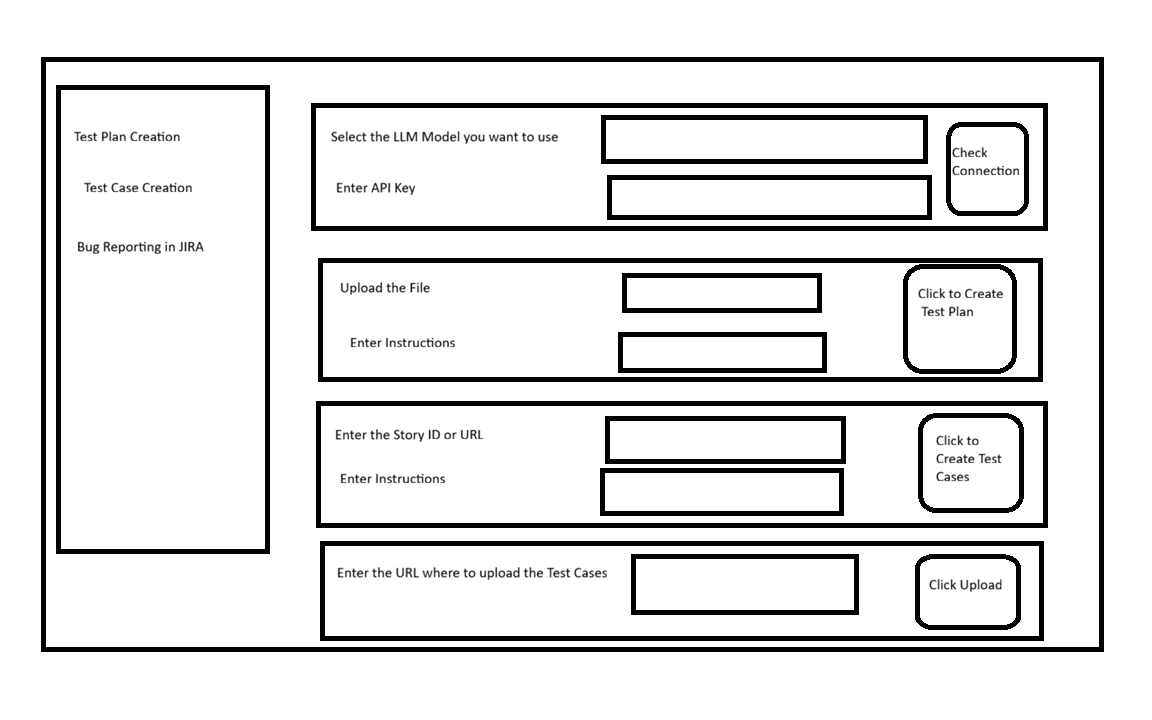 Test Plan Creation
Test Case Creation
Bug Reporting in JIRA
Select the LLM Model you want to use
Enter API Key
Check
Connection
Upload the File
Enter Instructions
Click to Create
Test Plan
Enter the Story ID or URL
Enter Instructions
Click to
Create Test
Cases
Enter the URL where to upload the Test Cases
Click Upload